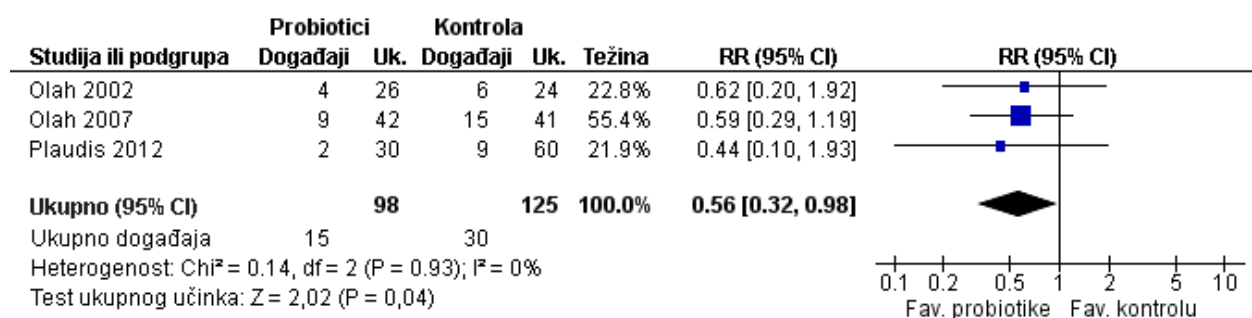 Probiotici Kontrola
Studija ili podgrupa Događaji Uk. Događaji Uk. Težina RR (95% CI) RR (95% CI)
Olah 2002 4 26 6 24 22.8% 0.62 [0.20, 1.92]
Olah 2007 9 42 15 41 55.4% 0.59 [0.29, 1.19]
Plaudis 2012 2 30 9 60 21.9% 0.44 [0.10, 1.93]
Ukupno (95% CI) 98 125 100.0% 0.56 [0.32, 0.98]
Ukupno događaja 15 30
Heterogenost: Chi² = 0.14, df = 2 (P = 0.93); I² = 0%
Test ukupnog učinka: Z = 2,02 (P = 0,04)
0.1 0.2 0.5 1 2 5 10
Fav. probiotike Fav. kontrolu